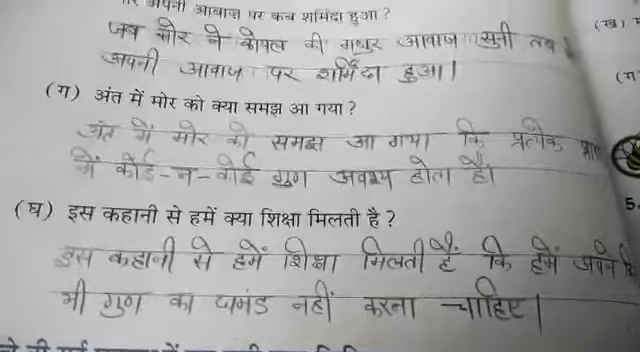 अपनी आवाज़ पर कब शर्मिंदा हुआ ?
जब मोर ने कोयल की मधुर आवाज सुनी तब
अपनी आवाज पर शर्मिंदा हुआ।
(ग) अंत में मोर को क्या समझ आ गया ?
अंत में मोर को समझ आ गया कि प्रत्येक
में कोई-न-कोई गुण अवश्य होता है।
(घ) इस कहानी से हमें क्या शिक्षा मिलती है ?
इस कहानी से हमें शिक्षा मिलती है कि हमें अपने
भी गुण का घमंड नहीं करना चाहिए।
(ख)
(ग
5.